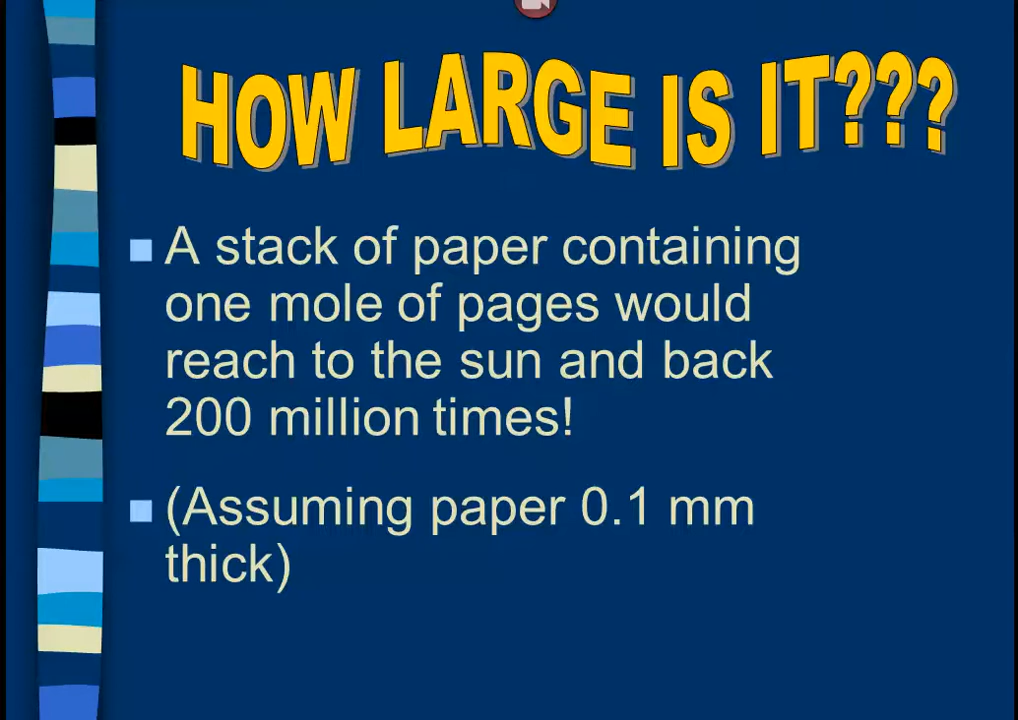 HOW LARGE IS IT???
A stack of paper containing
one mole of pages would
reach to the sun and back
200 million times!
(Assuming paper 0.1 mm
thick)